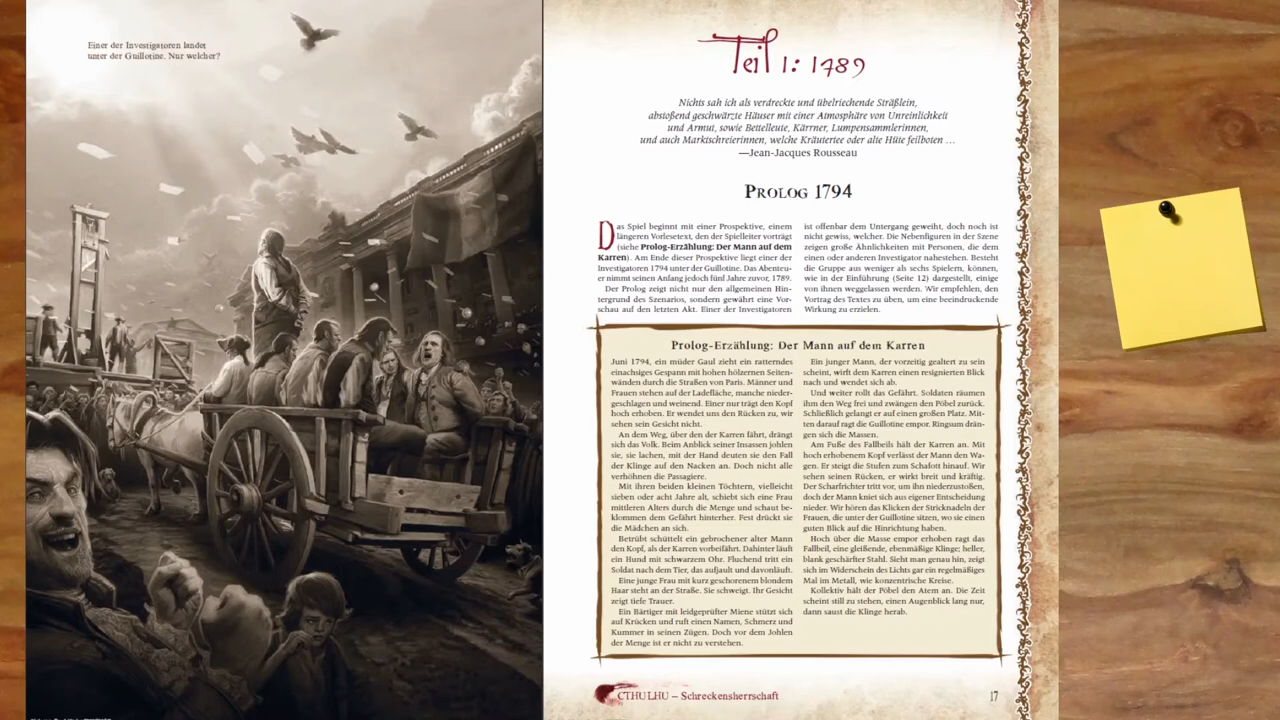 Einer der Investigatoren landet
unter der Guillotine. Nur welcher?
Teil 1: 1789
Nichts sah ich als verdreckte und übelriechende Sträßlein,
abstoßend geschwärzte Häuser mit einer Atmosphäre von Unreinlichkeit
und Armut, sowie Bettelleute, Kärrner, Lumpensammlerinnen,
und auch Marktschreierinnen, welche Kräutertee oder alte Hüte feilboten …
—Jean-Jacques Rousseau
Prolog 1794
Das Spiel beginnt mit einer Prospektive, einem
längeren Vorlesetext, den der Spielleiter vorträgt
(siehe Prolog-Erzählung: Der Mann auf dem
Karren). Am Ende dieser Prospektive liegt einer der
Investigatoren 1794 unter der Guillotine. Das Abenteu-
er nimmt seinen Anfang jedoch fünf Jahre zuvor, 1789.
Der Prolog zeigt nicht nur den allgemeinen Hin-
tergrund des Szenarios, sondern gewährt eine Vor-
schau auf den letzten Akt. Einer der Investigatoren
ist offenbar dem Untergang geweiht, doch noch ist
nicht gewiss, welcher. Die Nebenfiguren in der Szene
zeigen große Ähnlichkeiten mit Personen, die dem
einen oder anderen Investigator nahestehen. Besteht
die Gruppe aus weniger als sechs Spielern, können,
wie in der Einführung (Seite 12) dargestellt, einige
von ihnen weggelassen werden. Wir empfehlen, den
Vortrag des Textes zu üben, um eine beeindruckende
Wirkung zu erzielen.
Prolog-Erzählung: Der Mann auf dem Karren
Juni 1794, ein müder Gaul zieht ein ratterndes
einachsiges Gespann mit hohen hölzernen Seiten-
wänden durch die Straßen von Paris. Männer und
Frauen stehen auf der Ladefläche, manche nieder-
geschlagen und weinend. Einer nur trägt den Kopf
hoch erhoben. Er wendet uns den Rücken zu, wir
sehen sein Gesicht nicht.
An dem Weg, über den der Karren fährt, drängt
sich das Volk. Beim Anblick seiner Insassen johlen
sie, sie lachen, mit der Hand deuten sie den Fall
der Klinge auf den Nacken an. Doch nicht alle
verhöhnen die Passagiere.
Mit ihren beiden kleinen Töchtern, vielleicht
sieben oder acht Jahre alt, schiebt sich eine Frau
mittleren Alters durch die Menge und schaut be-
klommen dem Gefährt hinterher. Fest drückt sie
die Mädchen an sich.
Betrübt schüttelt ein gebrochener alter Mann
den Kopf, als der Karren vorbeifährt. Dahinter läuft
ein Hund mit schwarzem Ohr. Fluchend tritt ein
Soldat nach dem Tier, das aufjault und davonläuft.
Eine junge Frau mit kurz geschorenem blondem
Haar steht an der Straße. Sie schweigt. Ihr Gesicht
zeigt tiefe Trauer.
Ein Bärtiger mit leidgeprüfter Miene stützt sich
auf Krücken und ruft einen Namen, Schmerz und
Kummer in seinen Zügen. Doch vor dem Johlen
der Menge ist er nicht zu verstehen.
Ein junger Mann, der vorzeitig gealtert zu sein
scheint, wirft dem Karren einen resignierten Blick
nach und wendet sich ab.
Und weiter rollt das Gefährt. Soldaten räumen
ihm den Weg frei und zwängen den Pöbel zurück.
Schließlich gelangt er auf einen großen Platz. Mit-
ten darauf ragt die Guillotine empor. Ringsum drän-
gen sich die Massen.
Am Fuße des Fallbeils hält der Karren an. Mit
hoch erhobenem Kopf verlässt der Mann den Wa-
gen. Er steigt die Stufen zum Schafott hinauf. Wir
sehen seinen Rücken, er wirkt breit und kräftig.
Der Scharfrichter tritt vor, um ihn niederzustoßen,
doch der Mann kniet sich aus eigener Entscheidung
nieder. Wir hören das Klicken der Stricknadeln der
Frauen, die unter der Guillotine sitzen, wo sie einen
guten Blick auf die Hinrichtung haben.
Hoch über die Masse empor erhoben ragt das
Fallbeil, eine gleißende, ebenmäßige Klinge; heller,
blank geschärfter Stahl. Sieht man genau hin, zeigt
sich im Widerschein des Lichts gar ein regelmäßiges
Mal im Metall, wie konzentrische Kreise.
Kollektiv hält der Pöbel den Atem an. Die Zeit
scheint still zu stehen, einen Augenblick lang nur,
dann saust die Klinge herab.
CTHULHU – Schreckensherrschaft
17